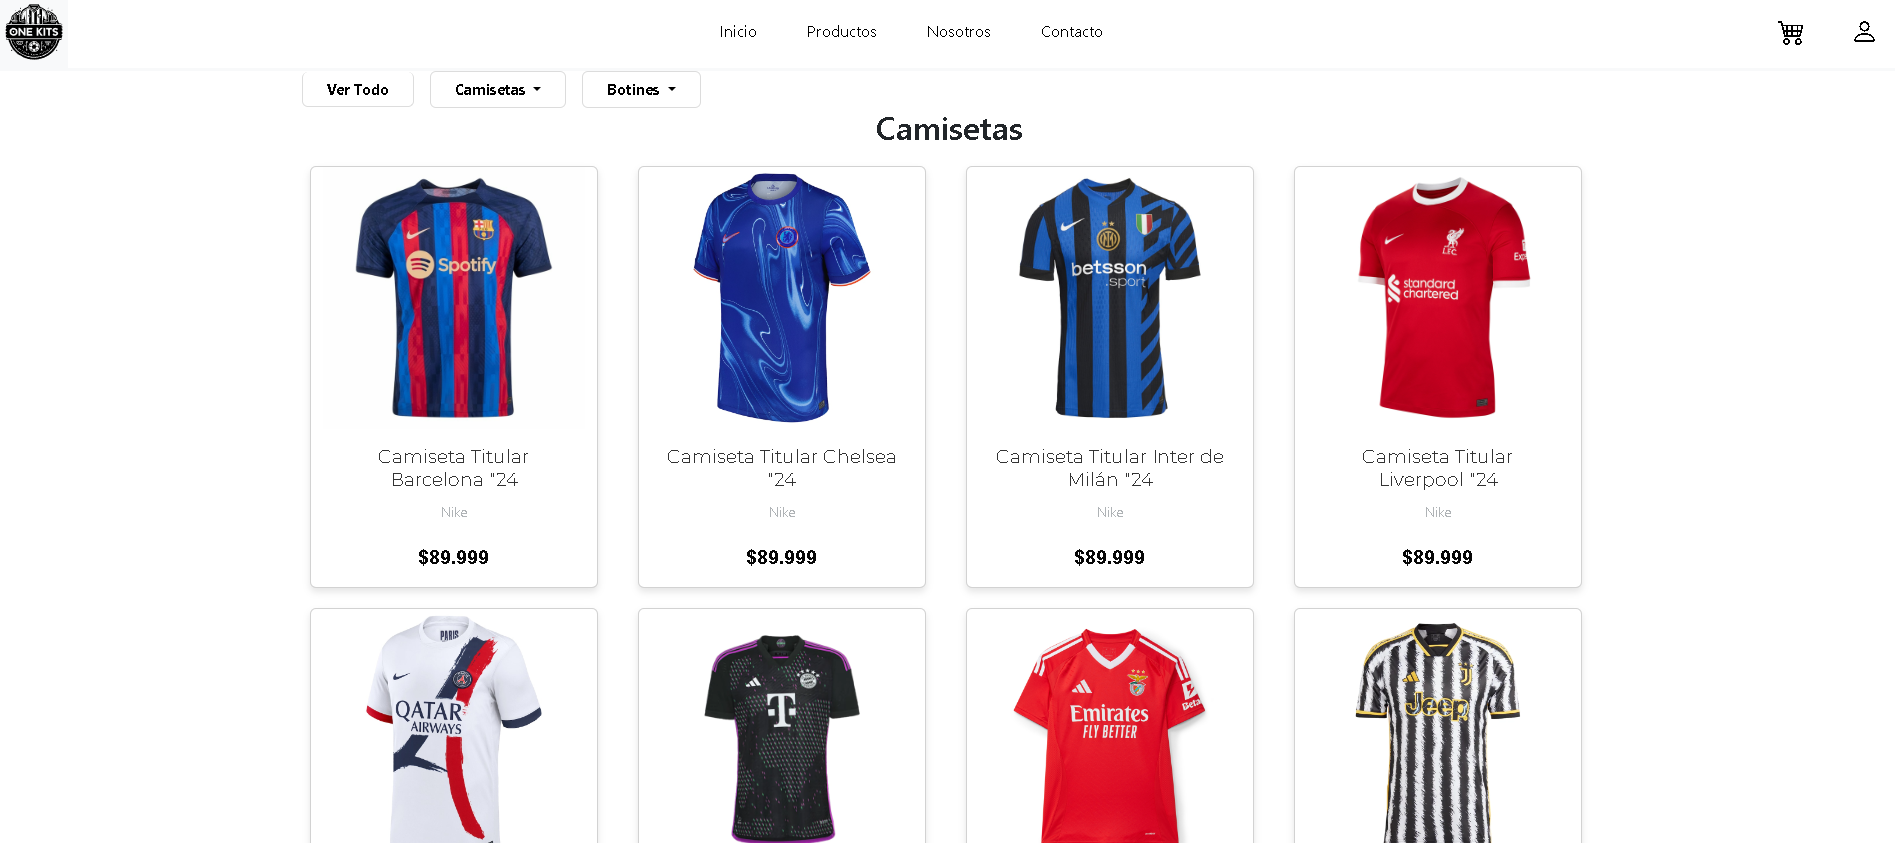 ONE KITS
Inicio
Productos
Nosotros
Contacto
Ver Todo
Camisetas
Botines
Camisetas
Spotify
betsson
.sport
L.F.C.
standard
chartered
Camiseta Titular
Barcelona "24
Nike
$89.999
Camiseta Titular Chelsea
"24
Nike
$89.999
Camiseta Titular Inter de
Milán "24
Nike
$89.999
Camiseta Titular
Liverpool "24
Nike
$89.999
PARIS
QATAR
AIRWAYS
T
Emirates
FLY BETTER
Jeep